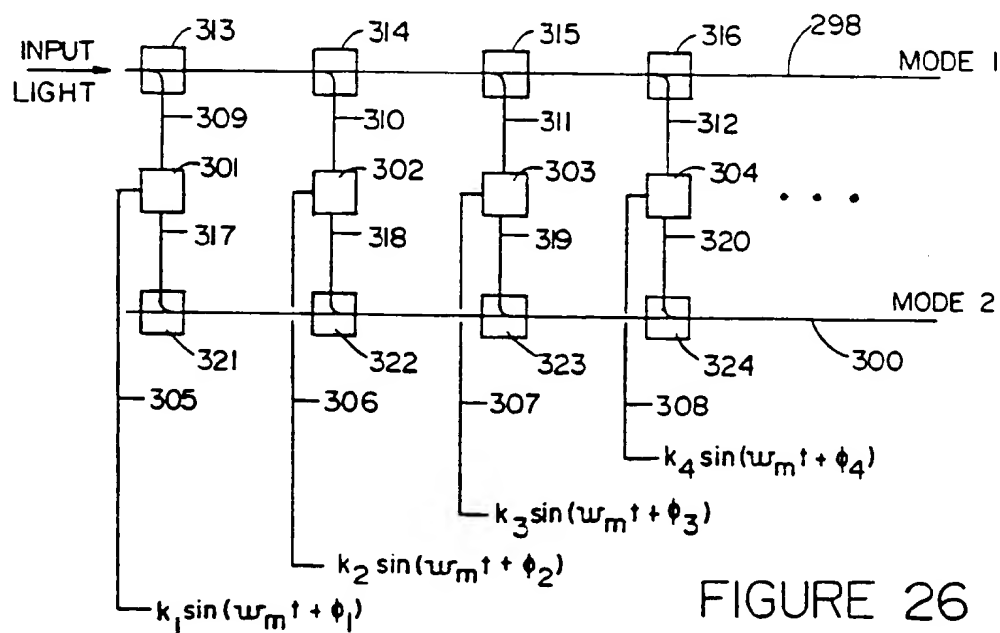 313 314 315 316 298
INPUT LIGHT MODE 1
309 310 311 312
301 302 303 304
317 318 319 320
MODE 2
321 322 323 324 300
305 306 307 308
k₄ sin(wₘt + ϕ₄)
k₃ sin(wₘt + ϕ₃)
k₂ sin(wₘt + ϕ₂)
k₁ sin(wₘt + ϕ₁)
FIGURE 26